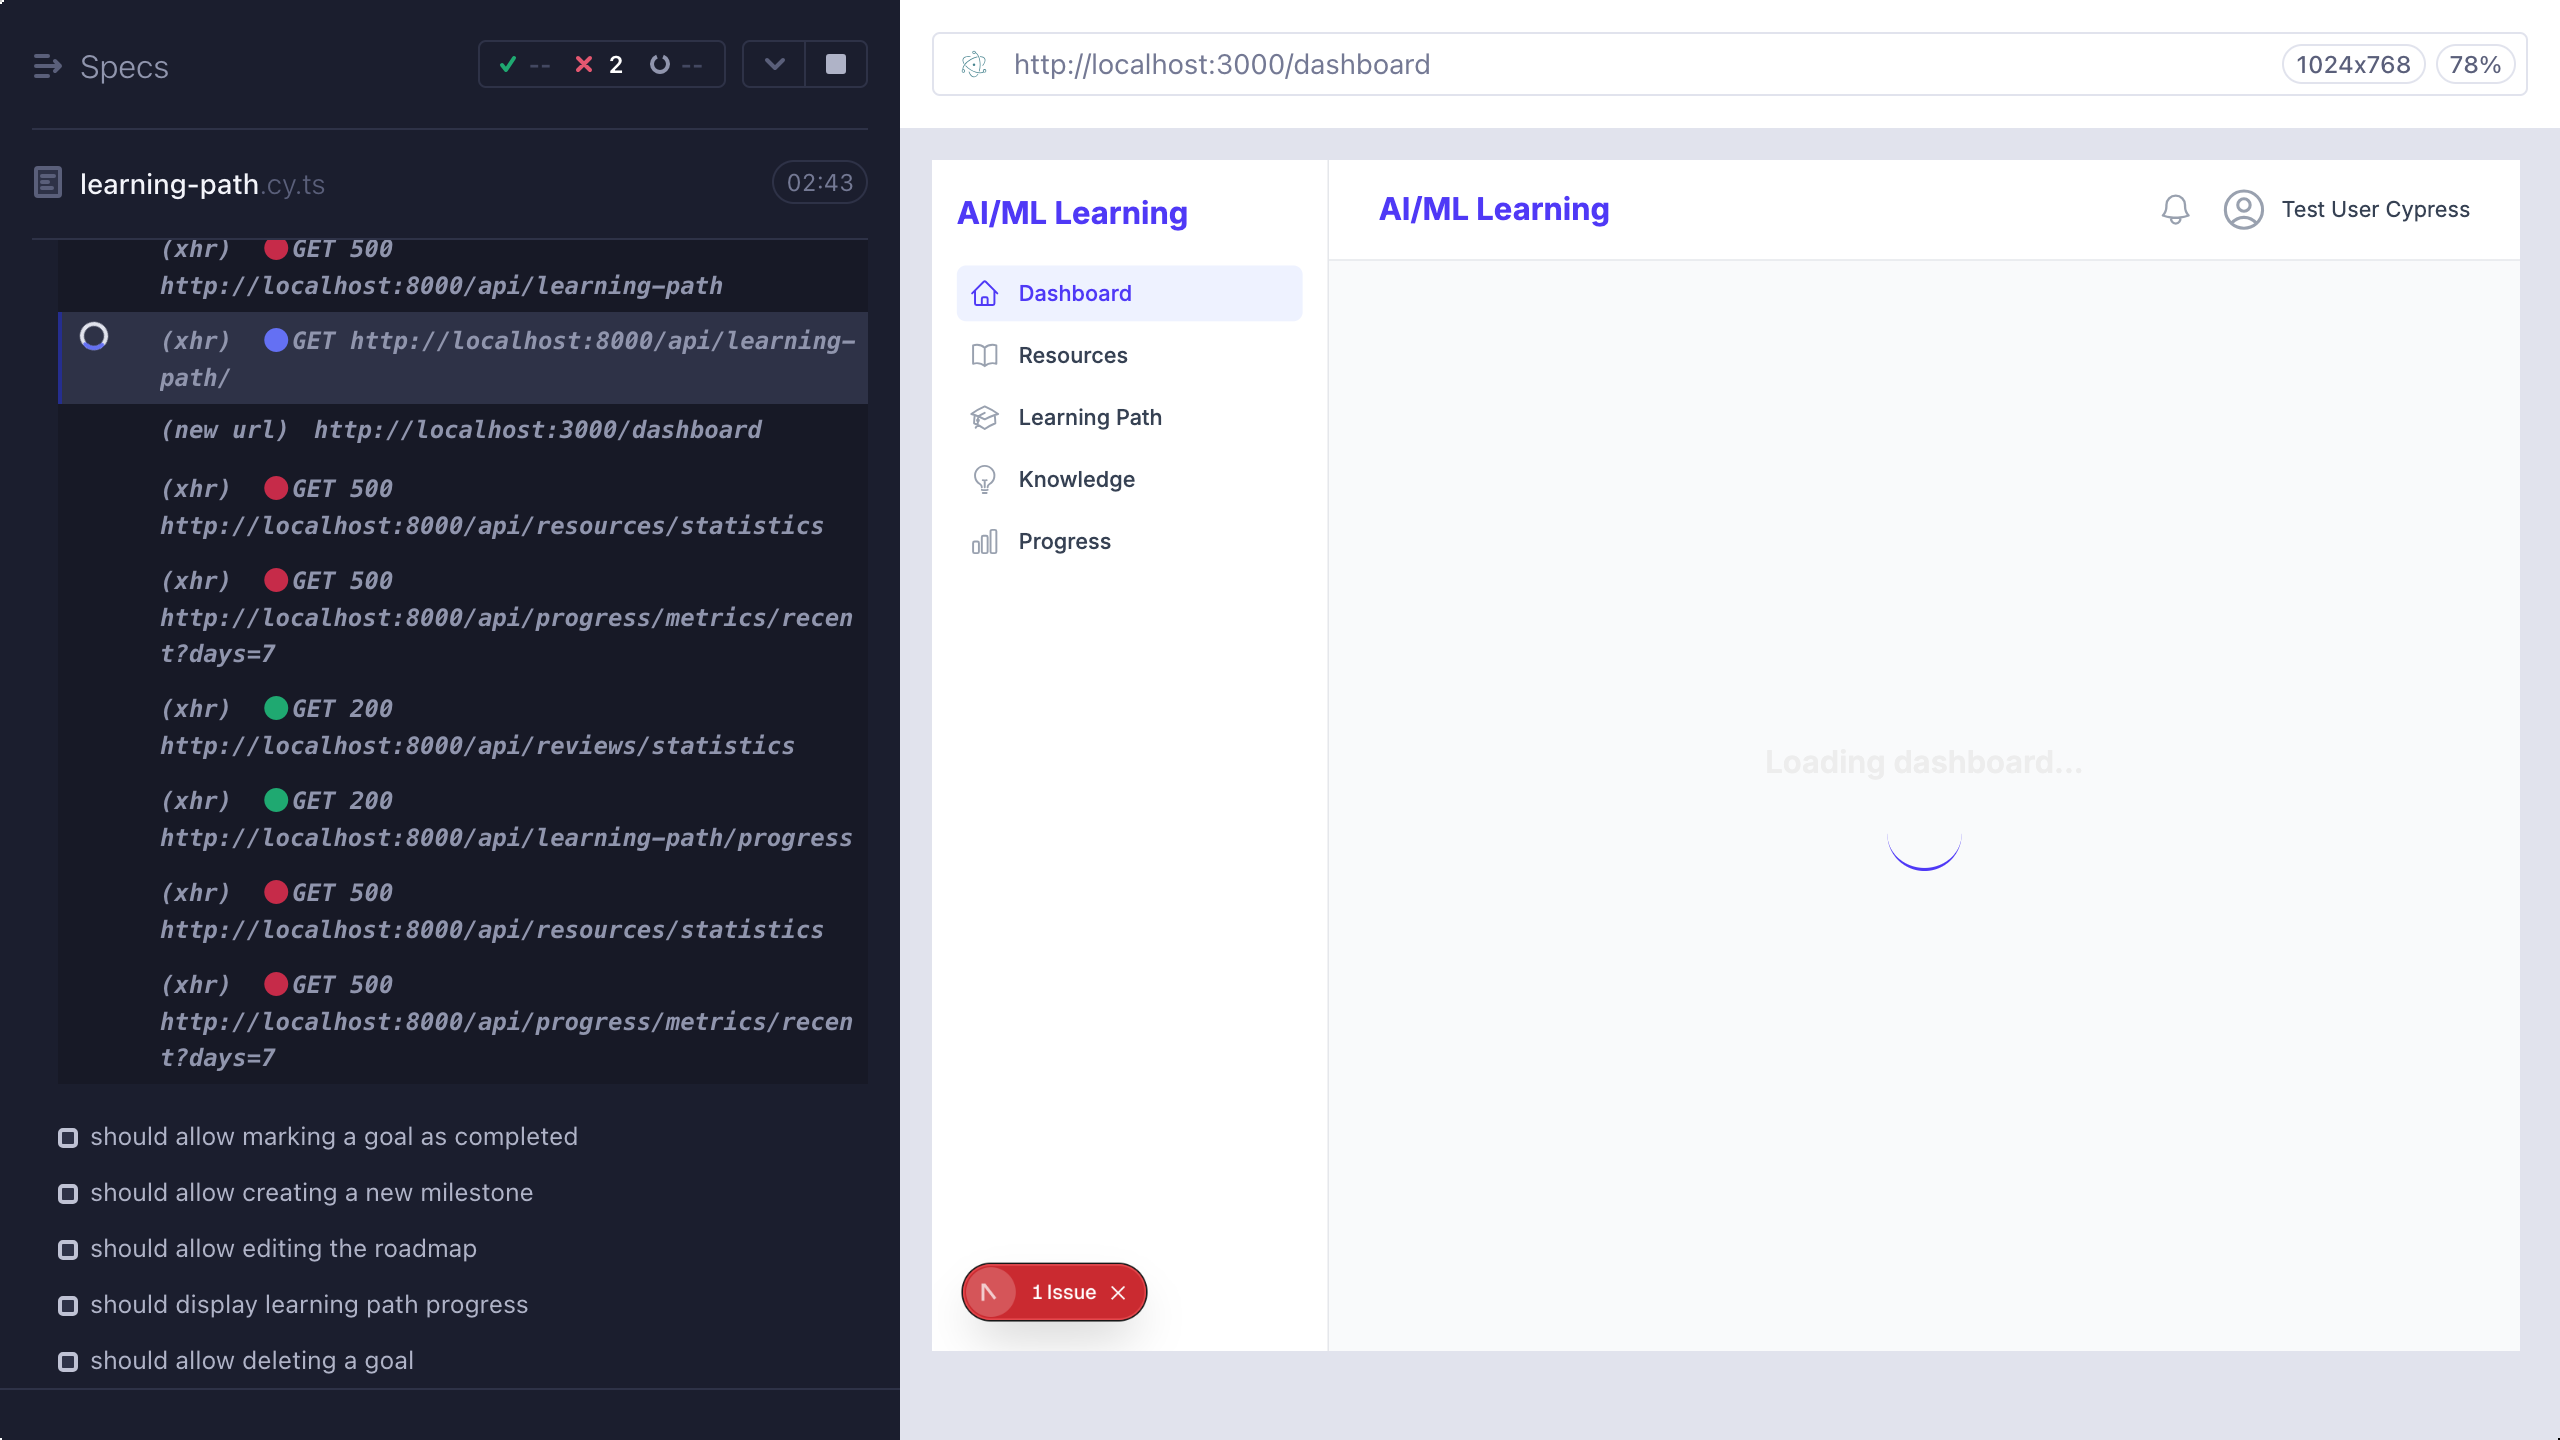 Specs
-- 2 --
learning-path.cy.ts
02:43
(xhr) GET 500
http://localhost:8000/api/learning-path
(xhr) GET http://localhost:8000/api/learning-
path/
(new url) http://localhost:3000/dashboard
(xhr) GET 500
http://localhost:8000/api/resources/statistics
(xhr) GET 500
http://localhost:8000/api/progress/metrics/recen
t?days=7
(xhr) GET 200
http://localhost:8000/api/reviews/statistics
(xhr) GET 200
http://localhost:8000/api/learning-path/progress
(xhr) GET 500
http://localhost:8000/api/resources/statistics
(xhr) GET 500
http://localhost:8000/api/progress/metrics/recen
t?days=7
should allow marking a goal as completed
should allow creating a new milestone
should allow editing the roadmap
should display learning path progress
should allow deleting a goal
http://localhost:3000/dashboard
1024x768
78%
AI/ML Learning
Dashboard
Resources
Learning Path
Knowledge
Progress
1 Issue
AI/ML Learning
Test User Cypress
Loading dashboard...